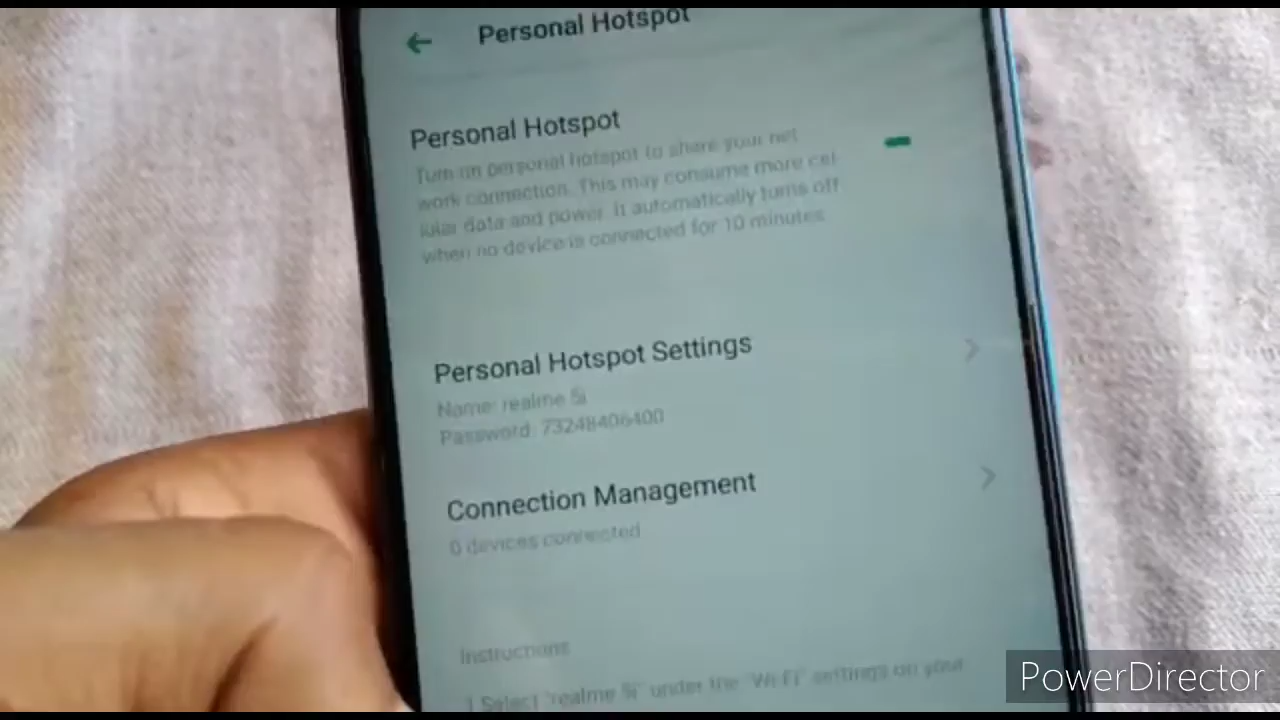 Personal Hotspot
Personal Hotspot
Turn on personal hotspot to share your net
work connection. This may consume more cel
lular data and power. It automatically turns off
when no device is connected for 10 minutes.
Personal Hotspot Settings
Name: realme 5i
Password: 73248406400
Connection Management
0 devices connected
Instructions
1.Select "realme 5i" under the "Wi-Fi" settings on your
PowerDirector